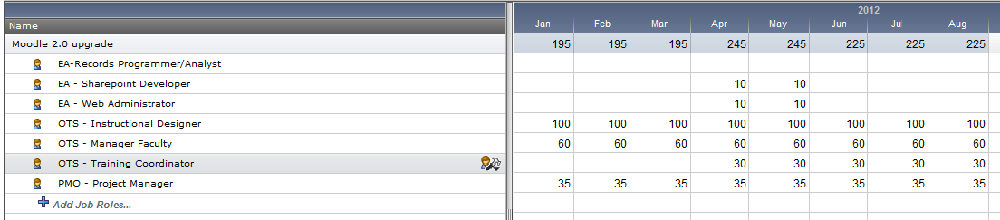 2012
Name Jan Feb Mar Apr May Jun Jul Aug
Moodle 2.0 upgrade 195 195 195 245 245 225 225 225
EA-Records Programmer/Analyst
EA - Sharepoint Developer 10 10
EA - Web Administrator 10 10
OTS - Instructional Designer 100 100 100 100 100 100 100 100
OTS - Manager Faculty 60 60 60 60 60 60 60 60
OTS - Training Coordinator 30 30 30 30 30
PMO - Project Manager 35 35 35 35 35 35 35 35
Add Job Roles...